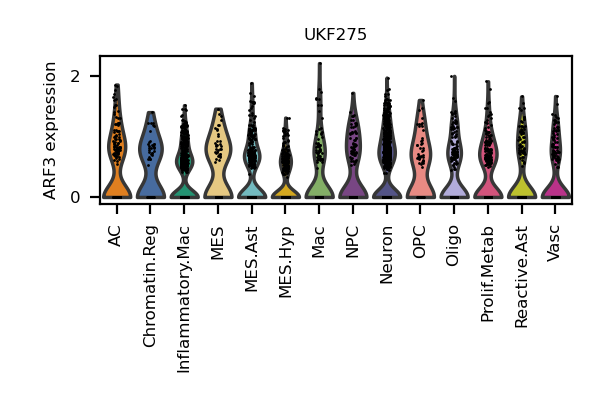 UKF275
ARF3 expression
2
0
AC
Chromatin.Reg
Inflammatory.Mac
MES
MES.Ast
MES.Hyp
Mac
NPC
Neuron
OPC
Oligo
Prolif.Metab
Reactive.Ast
Vasc